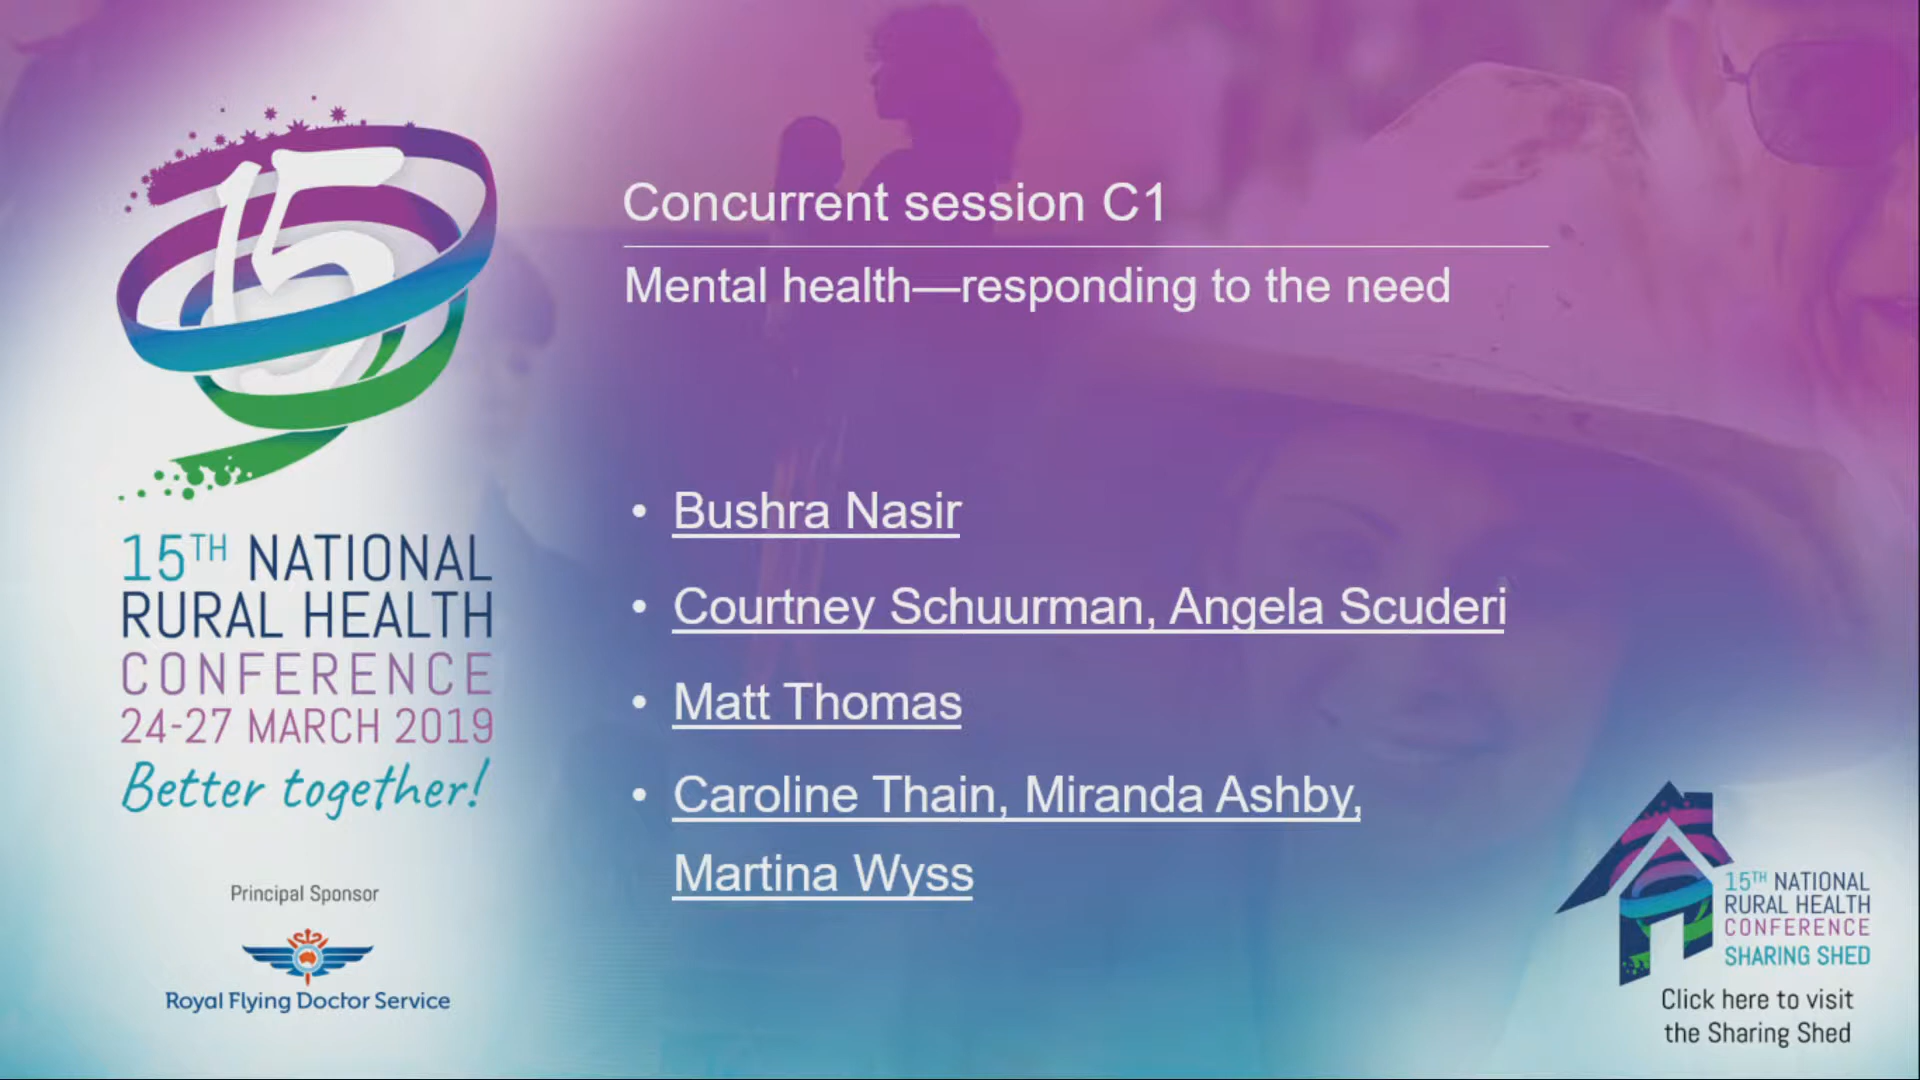 15
15TH NATIONAL
RURAL HEALTH
CONFERENCE
24-27 MARCH 2019
Better together!
Principal Sponsor
Royal Flying Doctor Service
Concurrent session C1
Mental health—responding to the need
• Bushra Nasir
• Courtney Schuurman, Angela Scuderi
• Matt Thomas
• Caroline Thain, Miranda Ashby,
Martina Wyss
15TH NATIONAL
RURAL HEALTH
CONFERENCE
SHARING SHED
Click here to visit
the Sharing Shed